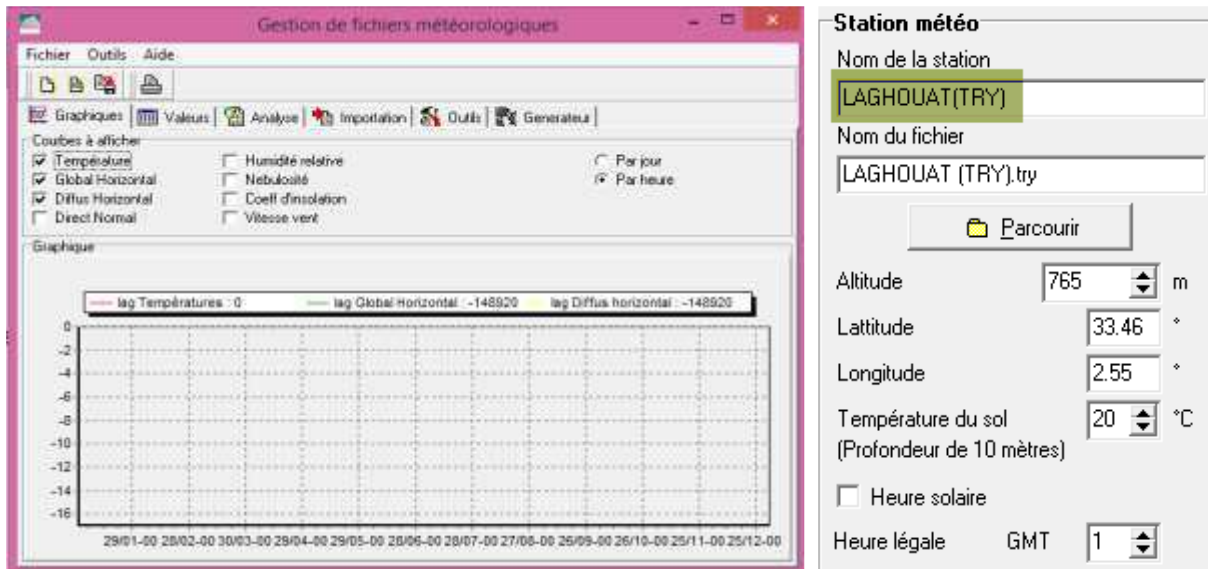 Gestion de fichiers météorologiques
Fichier Outils Aide
Graphiques Valeurs Analyse Importation Outils Generateur
Courbes à afficher
Température Humidité relative Par jour
Global Horizontal Nebulosité Par heure
Diffus Horizontal Coeff d'insolation
Direct Normal Vitesse vent
Graphique
lag Températures : 0 lag Global Horizontal : -148920 lag Diffus horizontal : -148920
0
-2
-4
-6
-8
-10
-12
-14
-16
29/01-00 28/02-00 30/03-00 29/04-00 29/05-00 28/06-00 28/07-00 27/08-00 26/09-00 26/10-00 25/11-00 25/12-00
Station météo
Nom de la station
LAGHOUAT(TRY)
Nom du fichier
LAGHOUAT (TRY).try
Parcourir
Altitude 765 m
Lattitude 33.46 °
Longitude 2.55 °
Température du sol 20 °C
(Profondeur de 10 mètres)
Heure solaire
Heure légale GMT 1